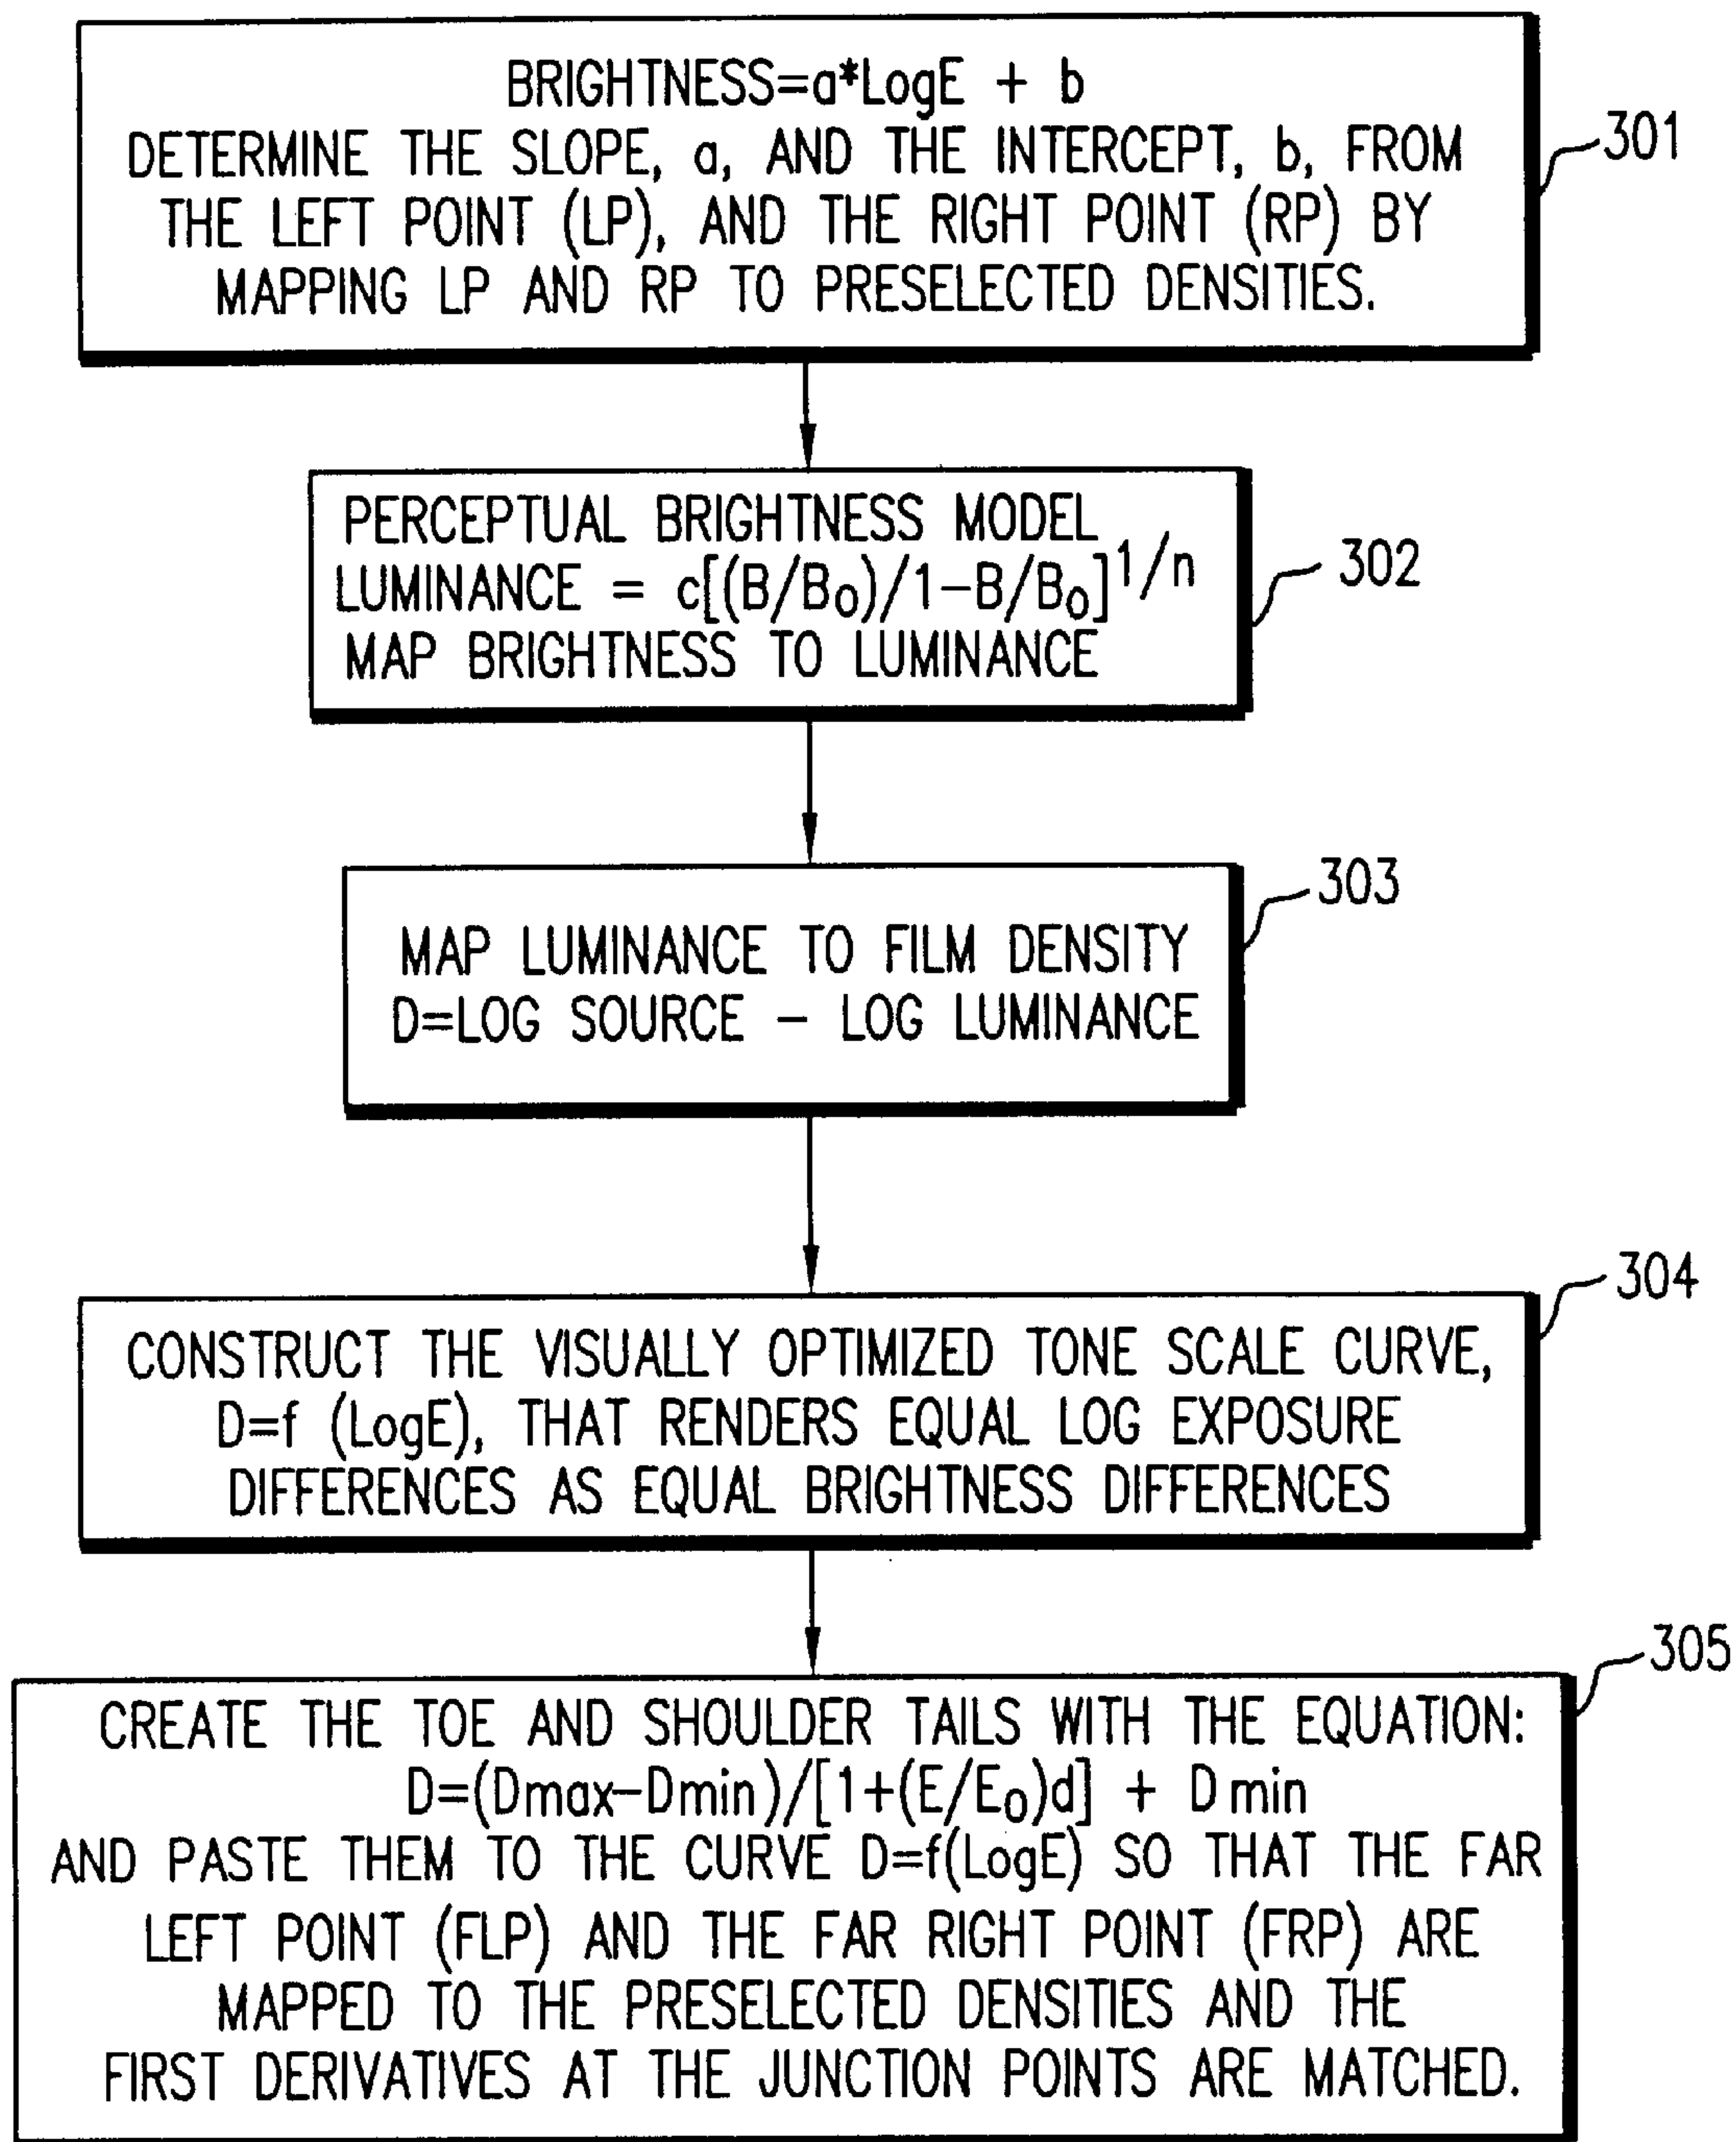 BRIGHTNESS=a*LogE + b
DETERMINE THE SLOPE, a, AND THE INTERCEPT, b, FROM
THE LEFT POINT (LP), AND THE RIGHT POINT (RP) BY
MAPPING LP AND RP TO PRESELECTED DENSITIES.
301
PERCEPTUAL BRIGHTNESS MODEL
LUMINANCE = c[(B/B₀)/1-B/B₀]¹/ⁿ
MAP BRIGHTNESS TO LUMINANCE
302
MAP LUMINANCE TO FILM DENSITY
D=LOG SOURCE - LOG LUMINANCE
303
CONSTRUCT THE VISUALLY OPTIMIZED TONE SCALE CURVE,
D=f (LogE), THAT RENDERS EQUAL LOG EXPOSURE
DIFFERENCES AS EQUAL BRIGHTNESS DIFFERENCES
304
CREATE THE TOE AND SHOULDER TAILS WITH THE EQUATION:
D=(Dmax-Dmin)/[1+(E/E₀)d] + Dmin
AND PASTE THEM TO THE CURVE D=f(LogE) SO THAT THE FAR
LEFT POINT (FLP) AND THE FAR RIGHT POINT (FRP) ARE
MAPPED TO THE PRESELECTED DENSITIES AND THE
FIRST DERIVATIVES AT THE JUNCTION POINTS ARE MATCHED.
305